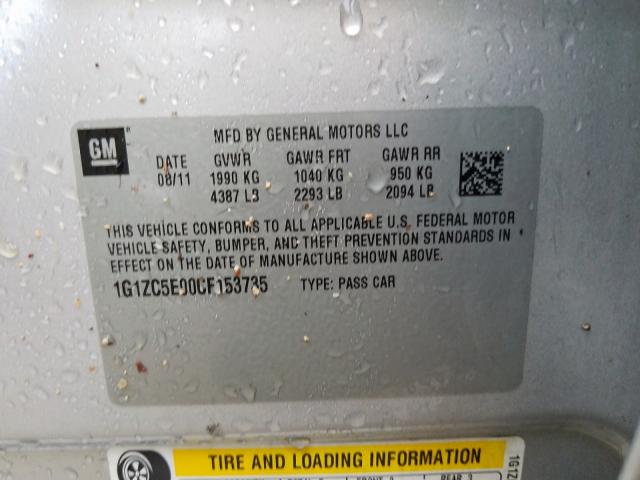 GM
MFD BY GENERAL MOTORS LLC
DATE GVWR GAWR FRT GAWR RR
08/11 1990 KG 1040 KG 950 KG
4387 LB 2293 LB 2094 LB
THIS VEHICLE CONFORMS TO ALL APPLICABLE U.S. FEDERAL MOTOR
VEHICLE SAFETY, BUMPER, AND THEFT PREVENTION STANDARDS IN
EFFECT ON THE DATE OF MANUFACTURE SHOWN ABOVE.
1G1ZC5E00CF153735 TYPE: PASS CAR
TIRE AND LOADING INFORMATION
1G1Z